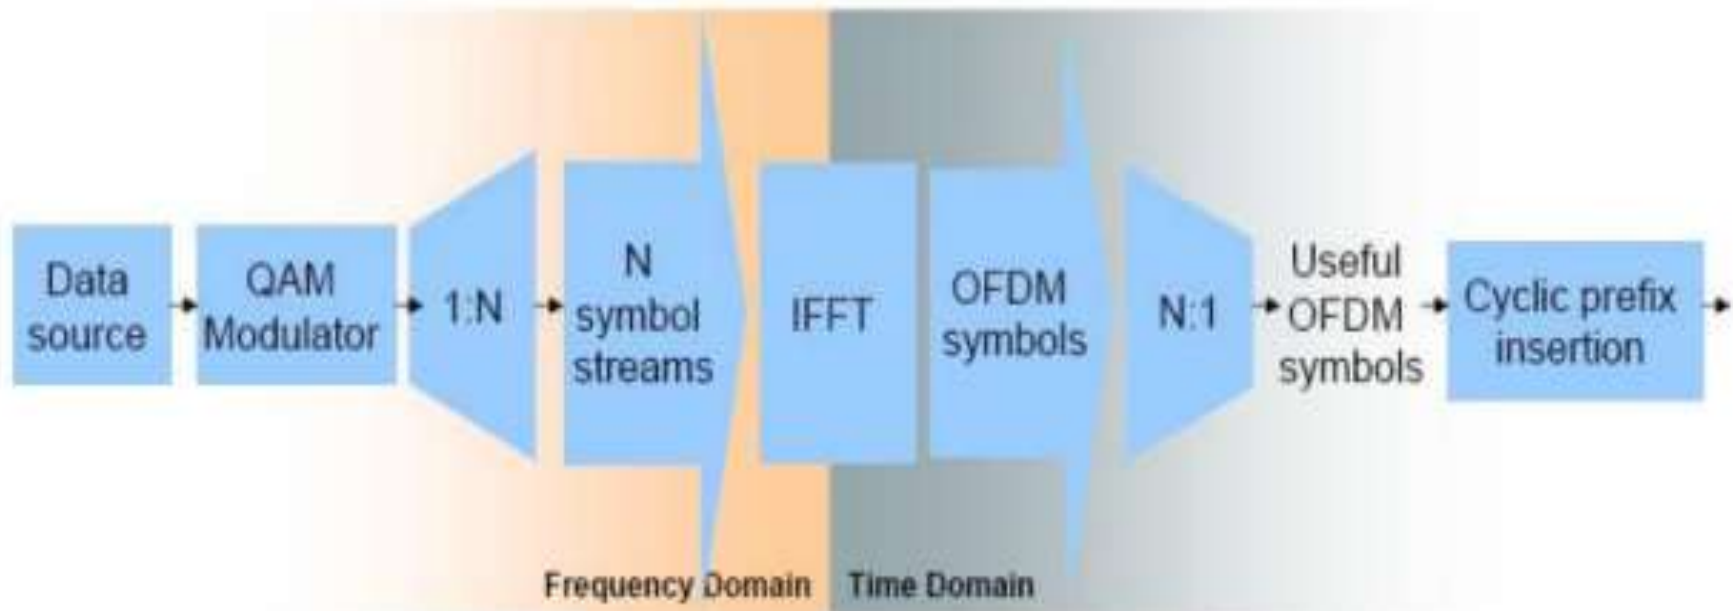 Data
source
QAM
Modulator
1:N
N
symbol
streams
IFFT
OFDM
symbols
N:1
Useful
OFDM
symbols
Cyclic prefix
insertion
Frequency Domain
Time Domain